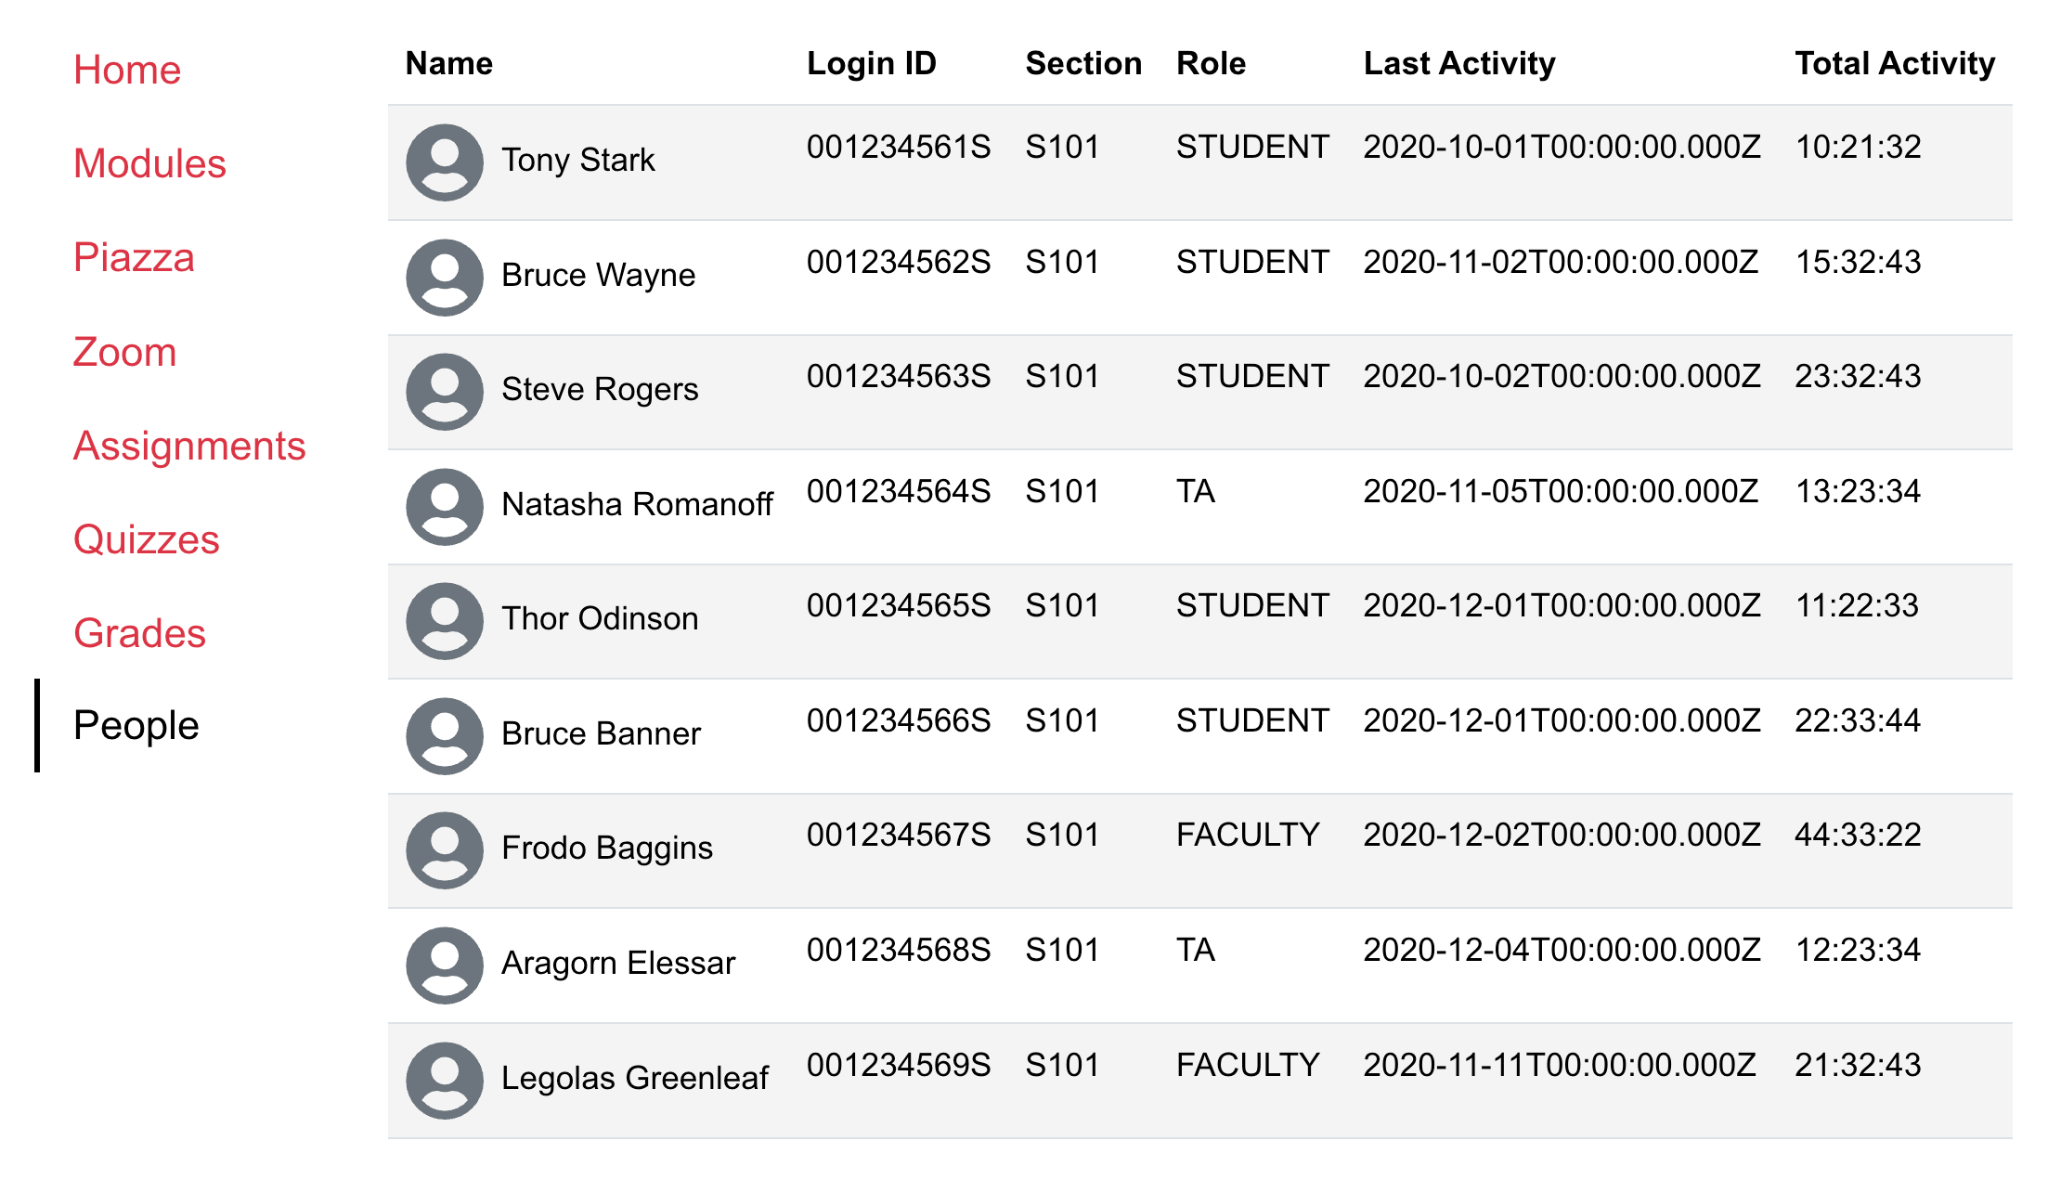 Home
Modules
Piazza
Zoom
Assignments
Quizzes
Grades
People
Name Login ID Section Role Last Activity Total Activity
Tony Stark 001234561S S101 STUDENT 2020-10-01T00:00:00.000Z 10:21:32
Bruce Wayne 001234562S S101 STUDENT 2020-11-02T00:00:00.000Z 15:32:43
Steve Rogers 001234563S S101 STUDENT 2020-10-02T00:00:00.000Z 23:32:43
Natasha Romanoff 001234564S S101 TA 2020-11-05T00:00:00.000Z 13:23:34
Thor Odinson 001234565S S101 STUDENT 2020-12-01T00:00:00.000Z 11:22:33
Bruce Banner 001234566S S101 STUDENT 2020-12-01T00:00:00.000Z 22:33:44
Frodo Baggins 001234567S S101 FACULTY 2020-12-02T00:00:00.000Z 44:33:22
Aragorn Elessar 001234568S S101 TA 2020-12-04T00:00:00.000Z 12:23:34
Legolas Greenleaf 001234569S S101 FACULTY 2020-11-11T00:00:00.000Z 21:32:43